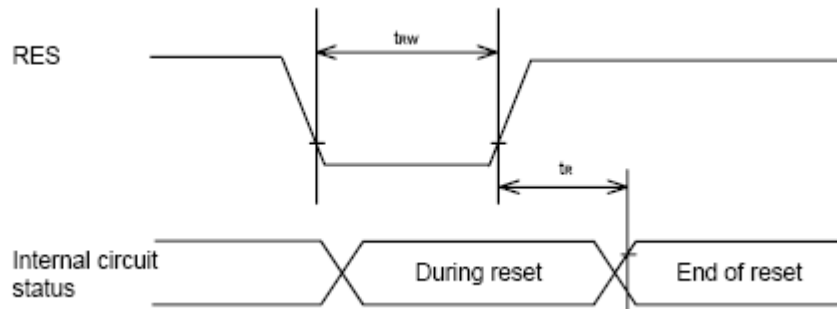 tRW
RES
tR
Internal circuit
status
During reset
End of reset